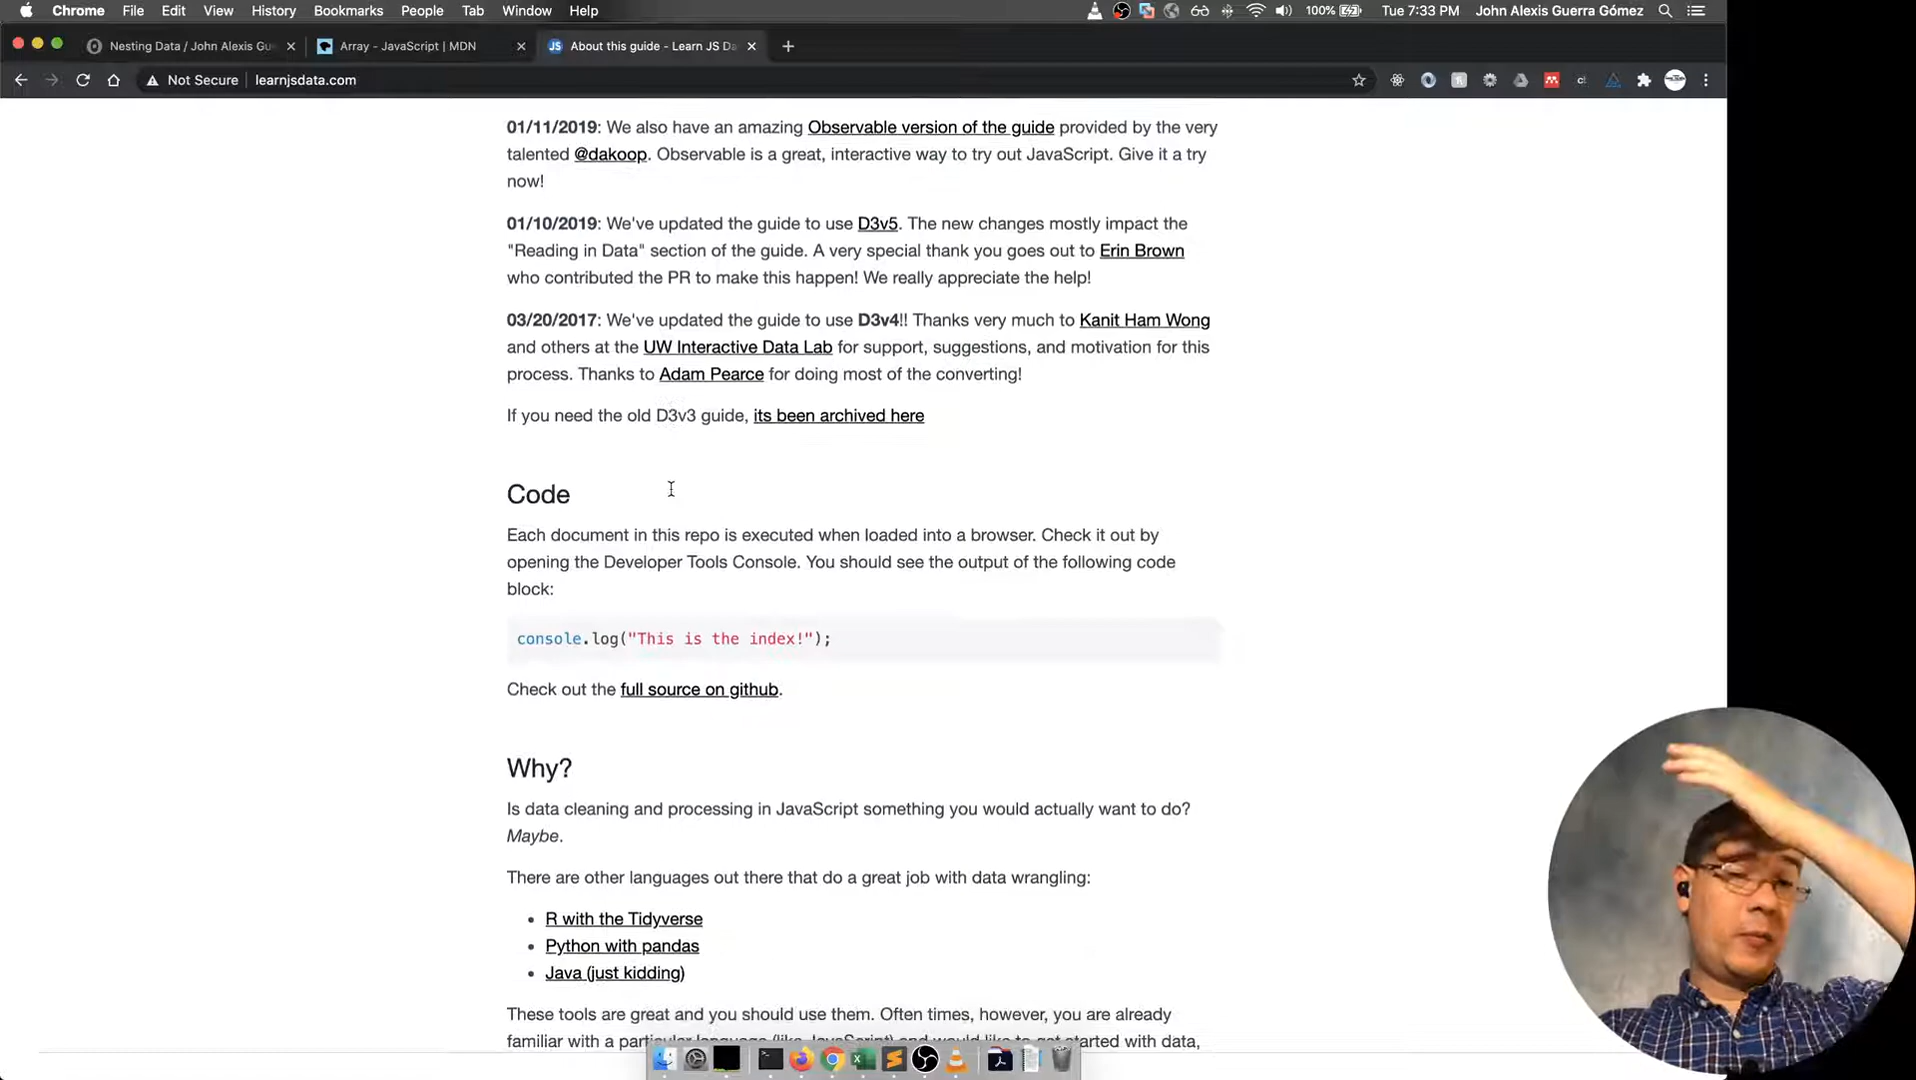 Chrome File Edit View History Bookmarks People Tab Window Help 100% Tue 7:33 PM John Alexis Guerra Gómez
Nesting Data / John Alexis Gu
Array - JavaScript | MDN
JS About this guide - Learn JS Da
Not Secure learnjsdata.com
01/11/2019: We also have an amazing Observable version of the guide provided by the very
talented @dakoop. Observable is a great, interactive way to try out JavaScript. Give it a try
now!
01/10/2019: We've updated the guide to use D3v5. The new changes mostly impact the
"Reading in Data" section of the guide. A very special thank you goes out to Erin Brown
who contributed the PR to make this happen! We really appreciate the help!
03/20/2017: We've updated the guide to use D3v4!! Thanks very much to Kanit Ham Wong
and others at the UW Interactive Data Lab for support, suggestions, and motivation for this
process. Thanks to Adam Pearce for doing most of the converting!
If you need the old D3v3 guide, its been archived here
Code
Each document in this repo is executed when loaded into a browser. Check it out by
opening the Developer Tools Console. You should see the output of the following code
block:
console.log("This is the index!");
Check out the full source on github.
Why?
Is data cleaning and processing in JavaScript something you would actually want to do?
Maybe.
There are other languages out there that do a great job with data wrangling:
• R with the Tidyverse
• Python with pandas
• Java (just kidding)
These tools are great and you should use them. Often times, however, you are already
familiar with a particular language (like JavaScript) and would like to get started with data,